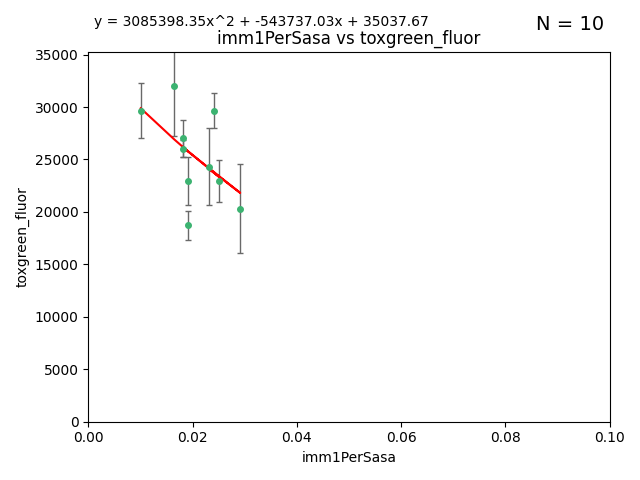 y = 3085398.35x^2 + -543737.03x + 35037.67
N = 10
imm1PerSasa vs toxgreen_fluor
35000
30000
25000
20000
15000
10000
5000
0
toxgreen_fluor
0.00
0.02
0.04
0.06
0.08
0.10
imm1PerSasa